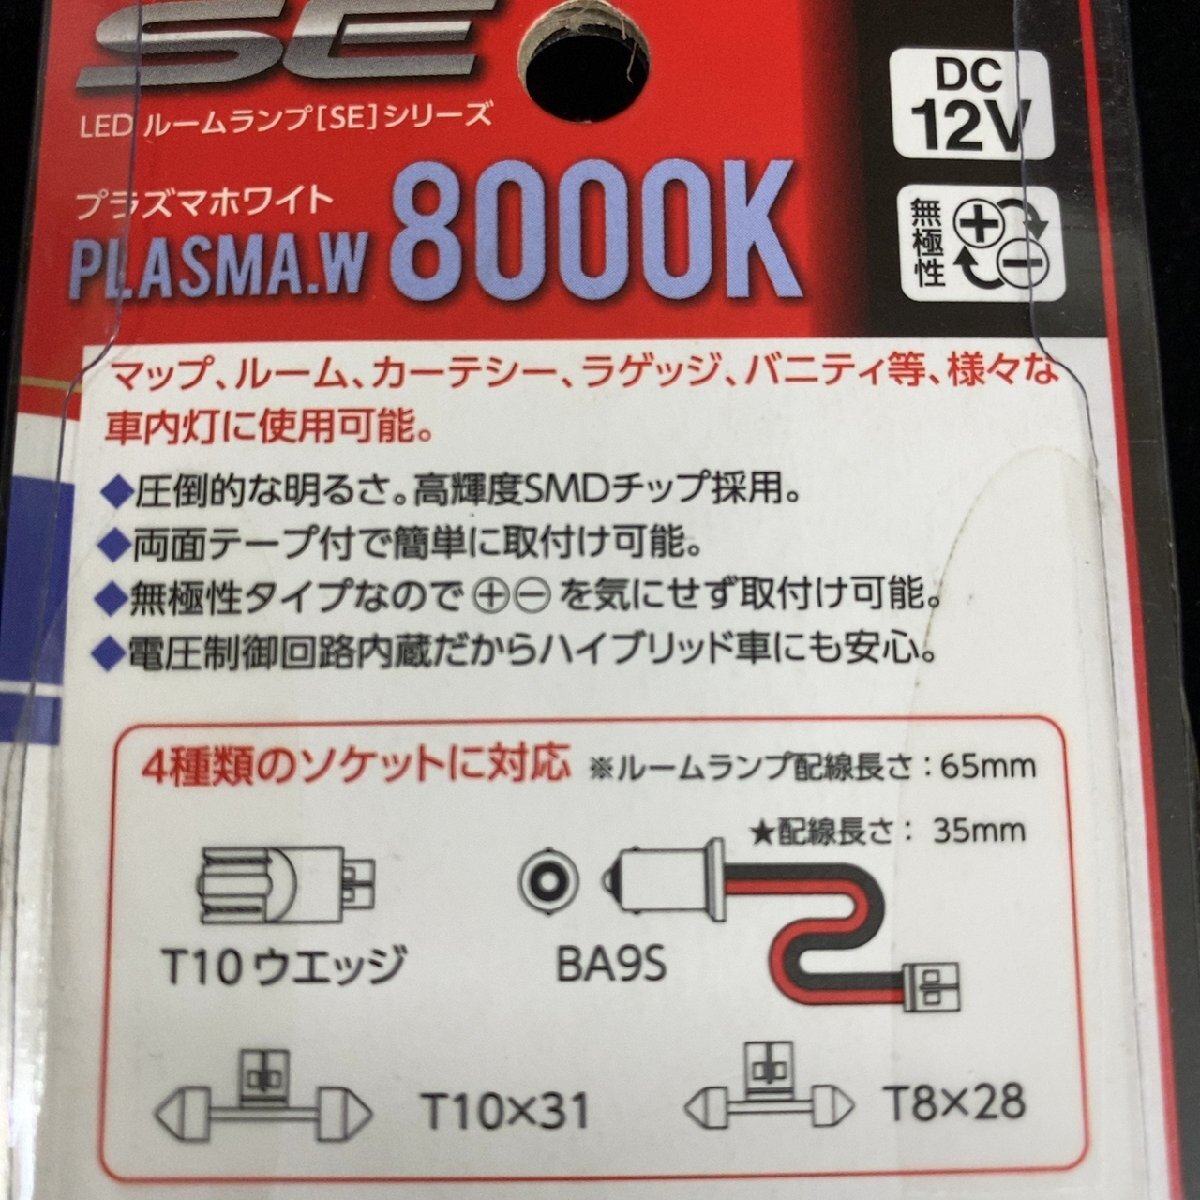 SE
LED ルームランプ[SE]シリーズ
プラズマホワイト
PLASMA.W 8000K
DC
12V
無極性
+
−
マップ、ルーム、カーテシー、ラゲッジ、バニティ等、様々な
車内灯に使用可能。
◆圧倒的な明るさ。高輝度SMDチップ採用。
◆両面テープ付で簡単に取付け可能。
◆無極性タイプなので⊕⊖を気にせず取付け可能。
◆電圧制御回路内蔵だからハイブリッド車にも安心。
4種類のソケットに対応 ※ルームランプ配線長さ：65mm
★配線長さ： 35mm
T10ウエッジ
BA9S
T10×31
T8×28